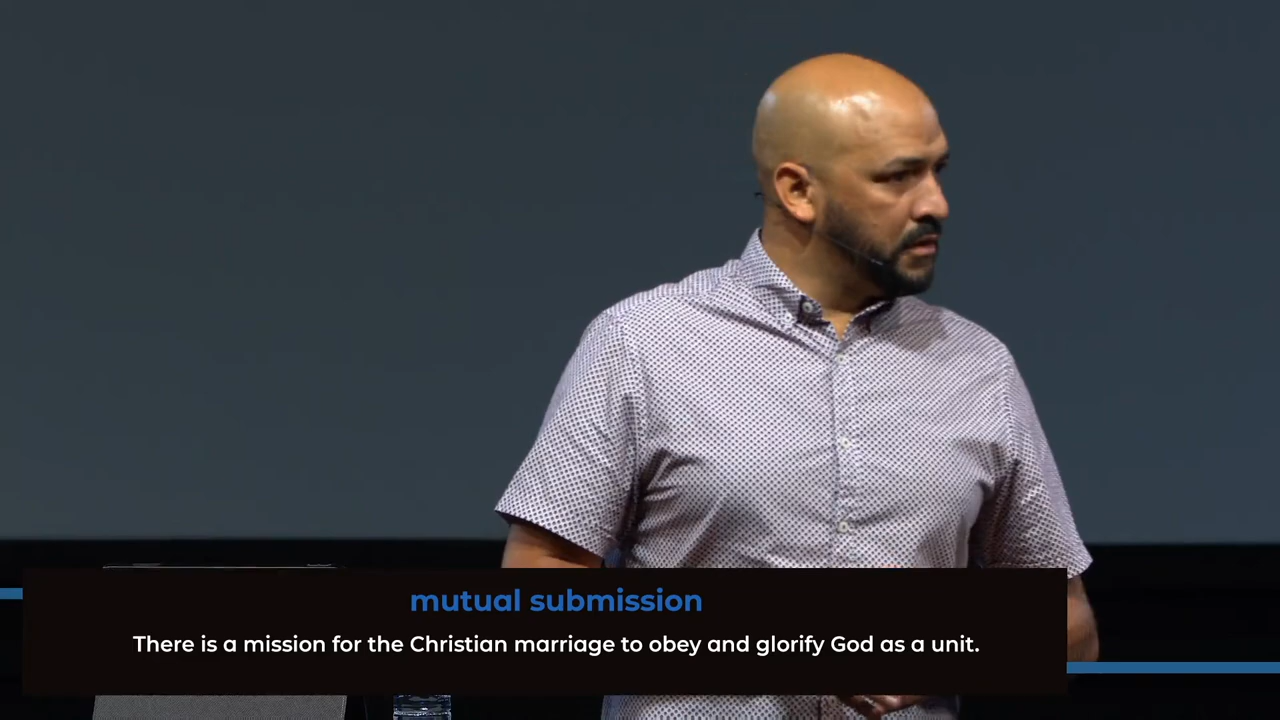 mutual submission
There is a mission for the Christian marriage to obey and glorify God as a unit.